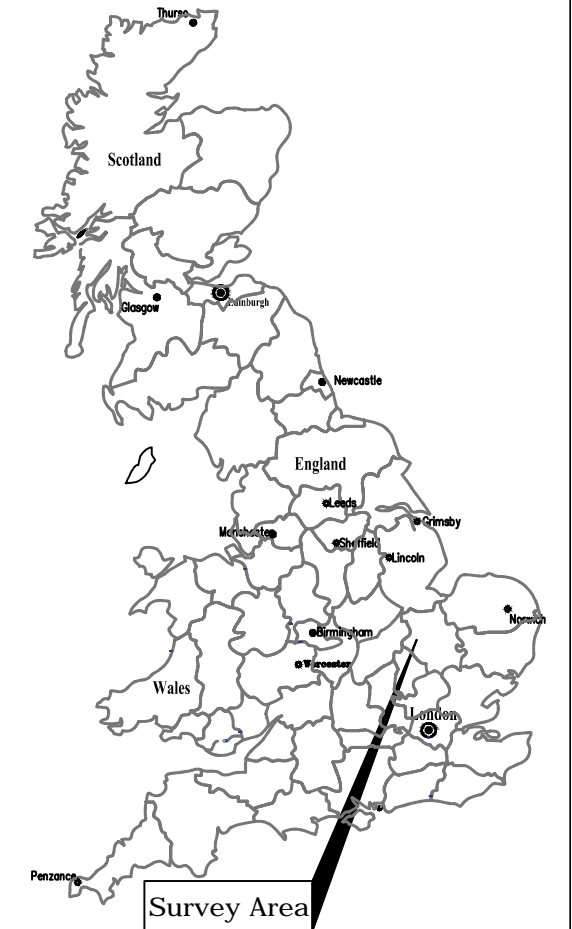 Thurso
Scotland
Edinburgh
Glasgow
Newcastle
England
Leeds
Grimsby
Manchester
Sheffield
Lincoln
Norwich
Birmingham
Worcester
Wales
London
Penzance
Survey Area